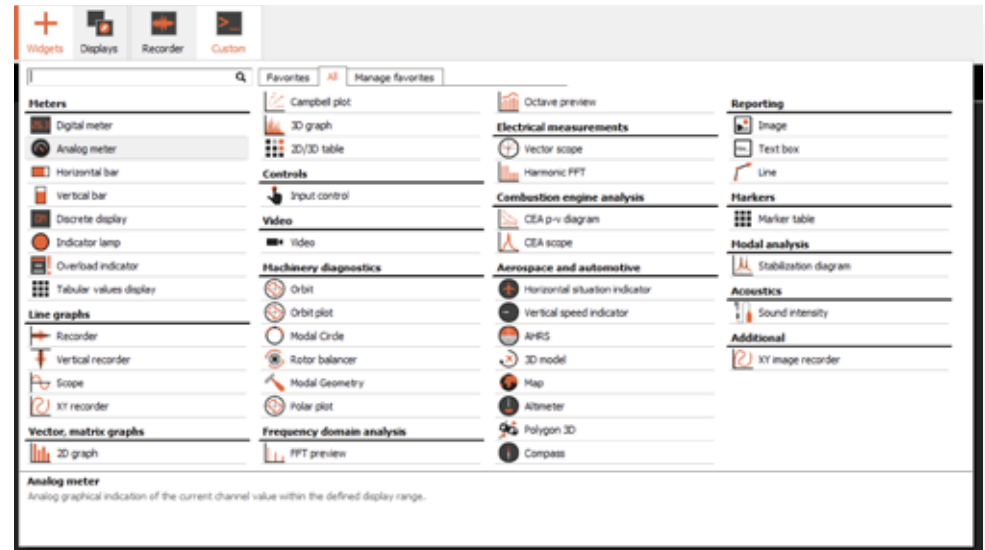 Widgets
Displays
Recorder
Custom
Favorites
All
Manage favorites
Meters
Digital meter
Analog meter
Horizontal bar
Vertical bar
Discrete display
Indicator lamp
Overload indicator
Tabular values display
Line graphs
Recorder
Vertical recorder
Scope
XY recorder
Vector, matrix graphs
2D graph
Campbell plot
3D graph
2D/3D table
Controls
Input control
Video
Video
Machinery diagnostics
Orbit
Orbit plot
Modal Circle
Rotor balancer
Modal Geometry
Polar plot
Frequency domain analysis
FFT preview
Octave preview
Electrical measurements
Vector scope
Harmonic FFT
Combustion engine analysis
CEA p-v diagram
CEA scope
Aerospace and automotive
Horizontal situation indicator
Vertical speed indicator
AHRS
3D model
Map
Altimeter
Polygon 3D
Compass
Reporting
Image
Text box
Line
Markers
Marker table
Modal analysis
Stabilization diagram
Acoustics
Sound intensity
Additional
XY image recorder
Analog meter
Analog graphical indication of the current channel value within the defined display range.